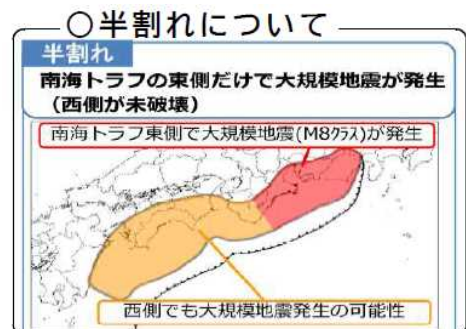 ○半割れについて
半割れ
南海トラフの東側だけで大規模地震が発生
（西側が未破壊）
南海トラフ東側で大規模地震(M8クラス)が発生
西側でも大規模地震発生の可能性